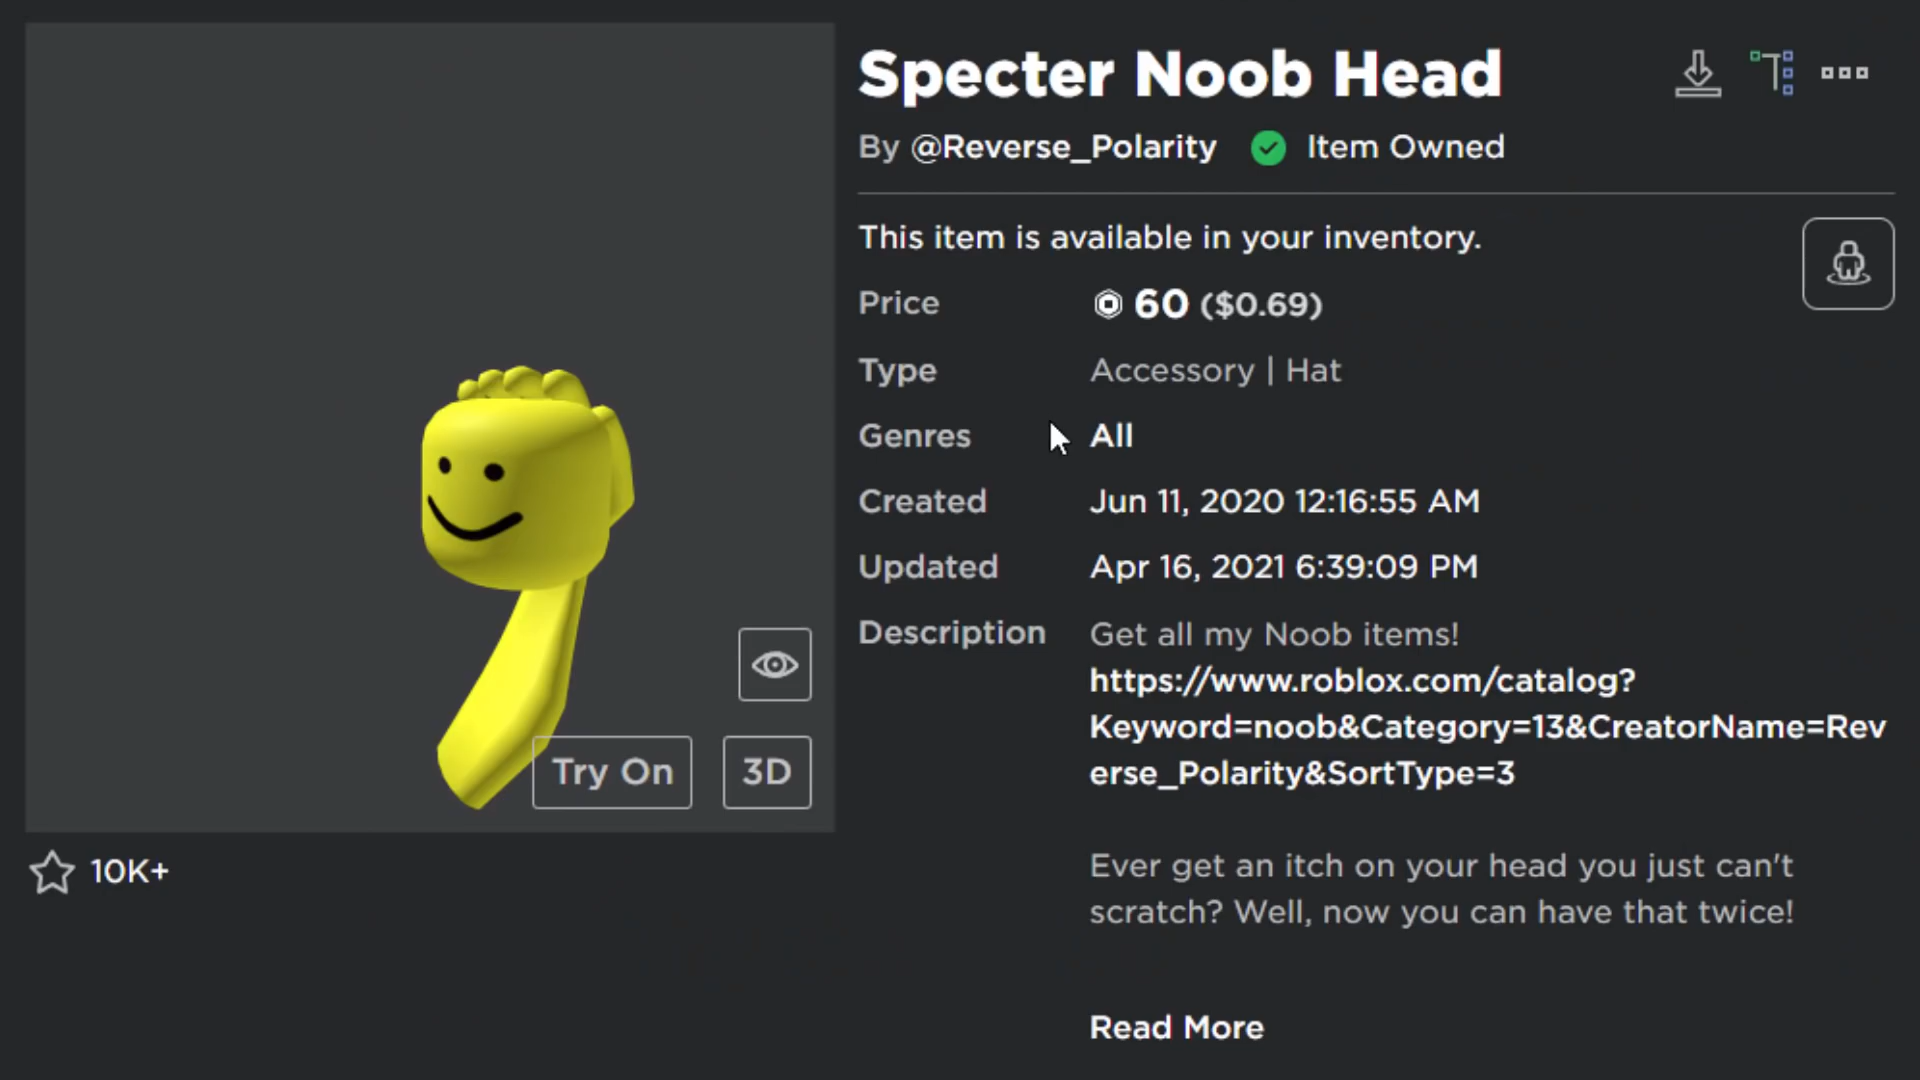 Specter Noob Head
By @Reverse_Polarity Item Owned
This item is available in your inventory.
Price 60 ($0.69)
Type Accessory | Hat
Genres All
Created Jun 11, 2020 12:16:55 AM
Updated Apr 16, 2021 6:39:09 PM
Description Get all my Noob items!
https://www.roblox.com/catalog?
Keyword=noob&Category=13&CreatorName=Rev
erse_Polarity&SortType=3
Try On 3D
10K+
Ever get an itch on your head you just can't
scratch? Well, now you can have that twice!
Read More